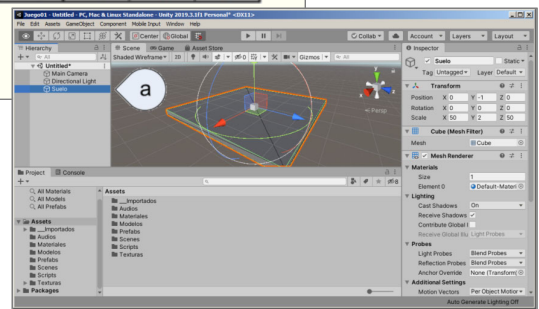 Juego01 - Untitled - PC, Mac & Linux Standalone - Unity 2019.3.1f1 Personal* <DX11>
File Edit Assets GameObject Component Mobile Input Window Help
Center Global
Collab Account Layers Layout
Hierarchy
All
Untitled*
Main Camera
Directional Light
Suelo
Scene Game Asset Store
Shaded Wireframe 2D Gizmos All
a
y
x
< Persp
Inspector
Suelo Static
Tag Untagged Layer Default
Transform
Position X 0 Y -1 Z 0
Rotation X 0 Y 0 Z 0
Scale X 50 Y 2 Z 50
Cube (Mesh Filter)
Mesh Cube
Mesh Renderer
Materials
Size 1
Element 0 Default-Materi
Lighting
Cast Shadows On
Receive Shadows
Contribute Global I
Receive Global Illu Light Probes
Probes
Light Probes Blend Probes
Reflection Probes Blend Probes
Anchor Override None (Transform)
Additional Settings
Motion Vectors Per Object Motion
Auto Generate Lighting Off
Project Console
All Materials
All Models
All Prefabs
Assets
__Importados
Audios
Materiales
Modelos
Prefabs
Scenes
Scripts
Texturas
Packages
Assets
__Importados
Audios
Materiales
Modelos
Prefabs
Scenes
Scripts
Texturas